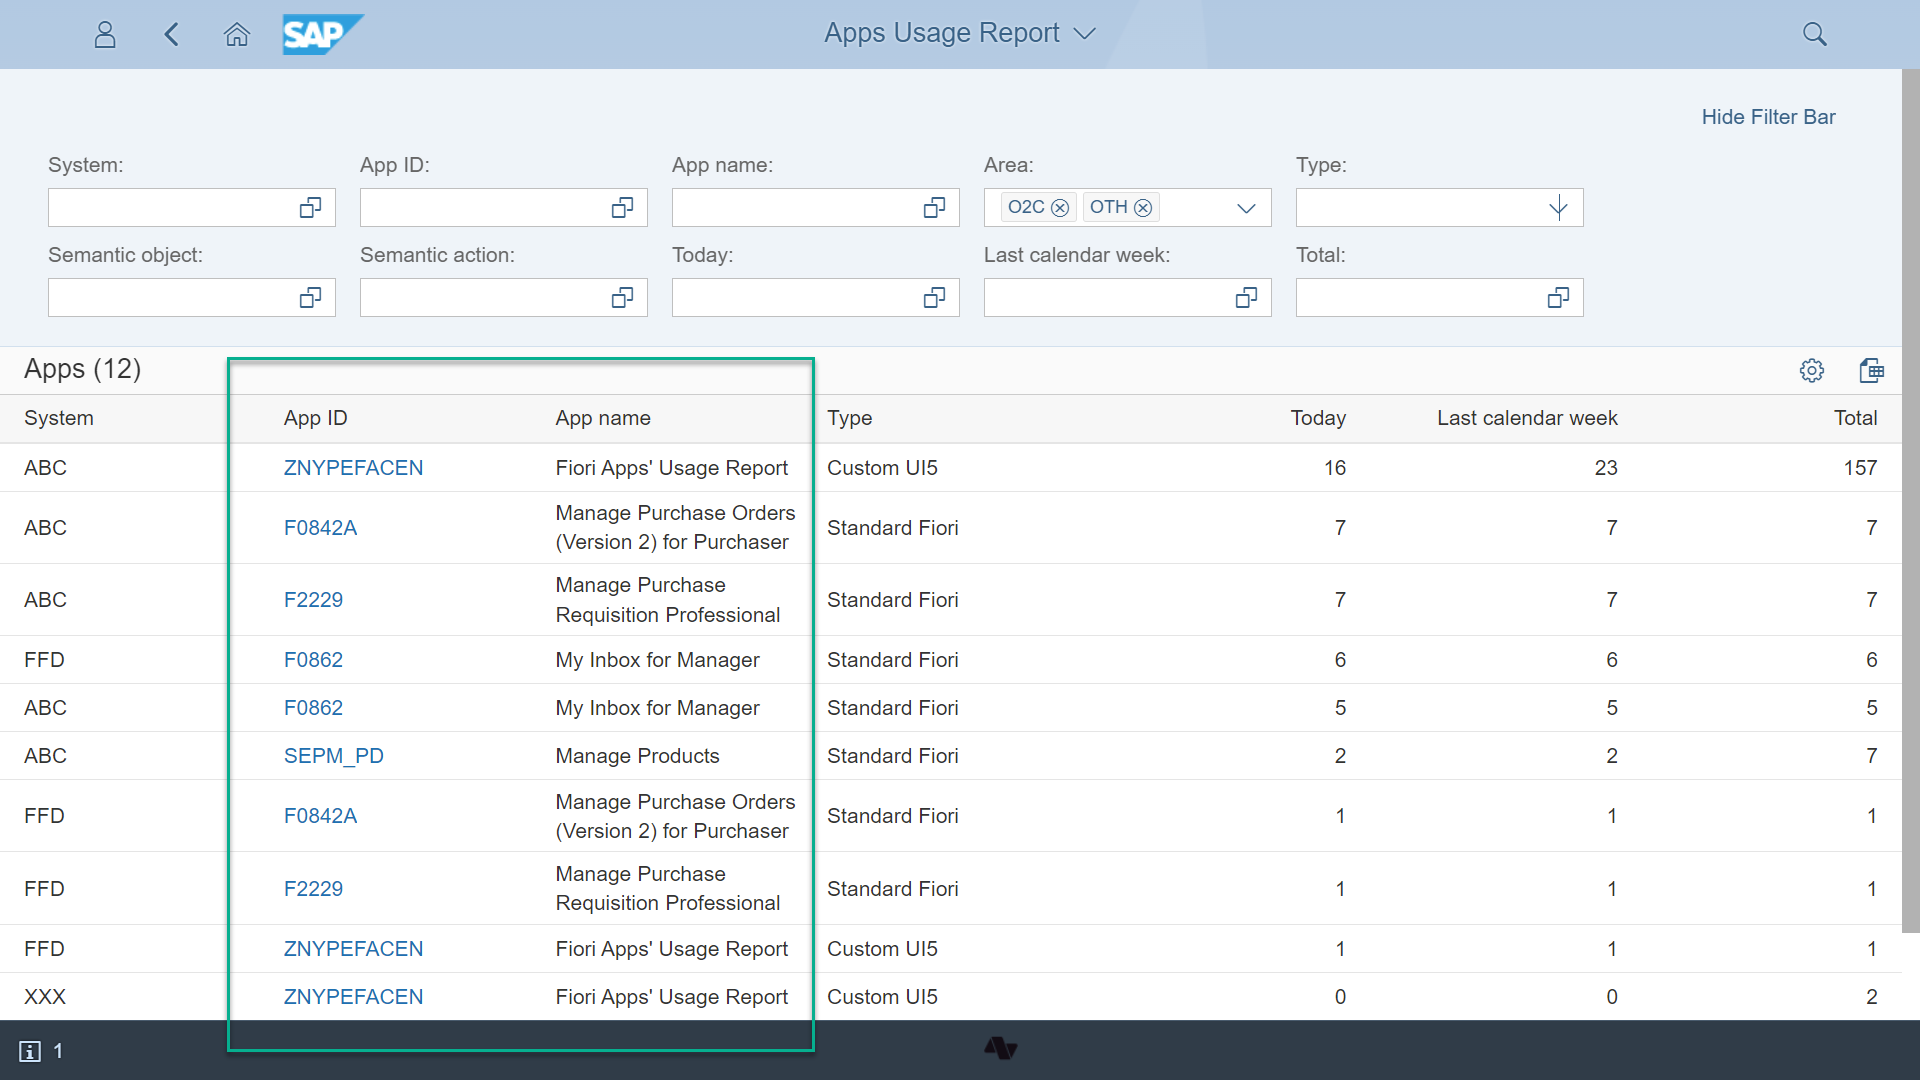 SAP
Apps Usage Report
Hide Filter Bar
System: App ID: App name: Area: Type:
O2C OTH
Semantic object: Semantic action: Today: Last calendar week: Total:
Apps (12)
System App ID App name Type Today Last calendar week Total
ABC ZNYPEFACEN Fiori Apps' Usage Report Custom UI5 16 23 157
ABC F0842A Manage Purchase Orders (Version 2) for Purchaser Standard Fiori 7 7 7
ABC F2229 Manage Purchase Requisition Professional Standard Fiori 7 7 7
FFD F0862 My Inbox for Manager Standard Fiori 6 6 6
ABC F0862 My Inbox for Manager Standard Fiori 5 5 5
ABC SEPM_PD Manage Products Standard Fiori 2 2 7
FFD F0842A Manage Purchase Orders (Version 2) for Purchaser Standard Fiori 1 1 1
FFD F2229 Manage Purchase Requisition Professional Standard Fiori 1 1 1
FFD ZNYPEFACEN Fiori Apps' Usage Report Custom UI5 1 1 1
XXX ZNYPEFACEN Fiori Apps' Usage Report Custom UI5 0 0 2
1